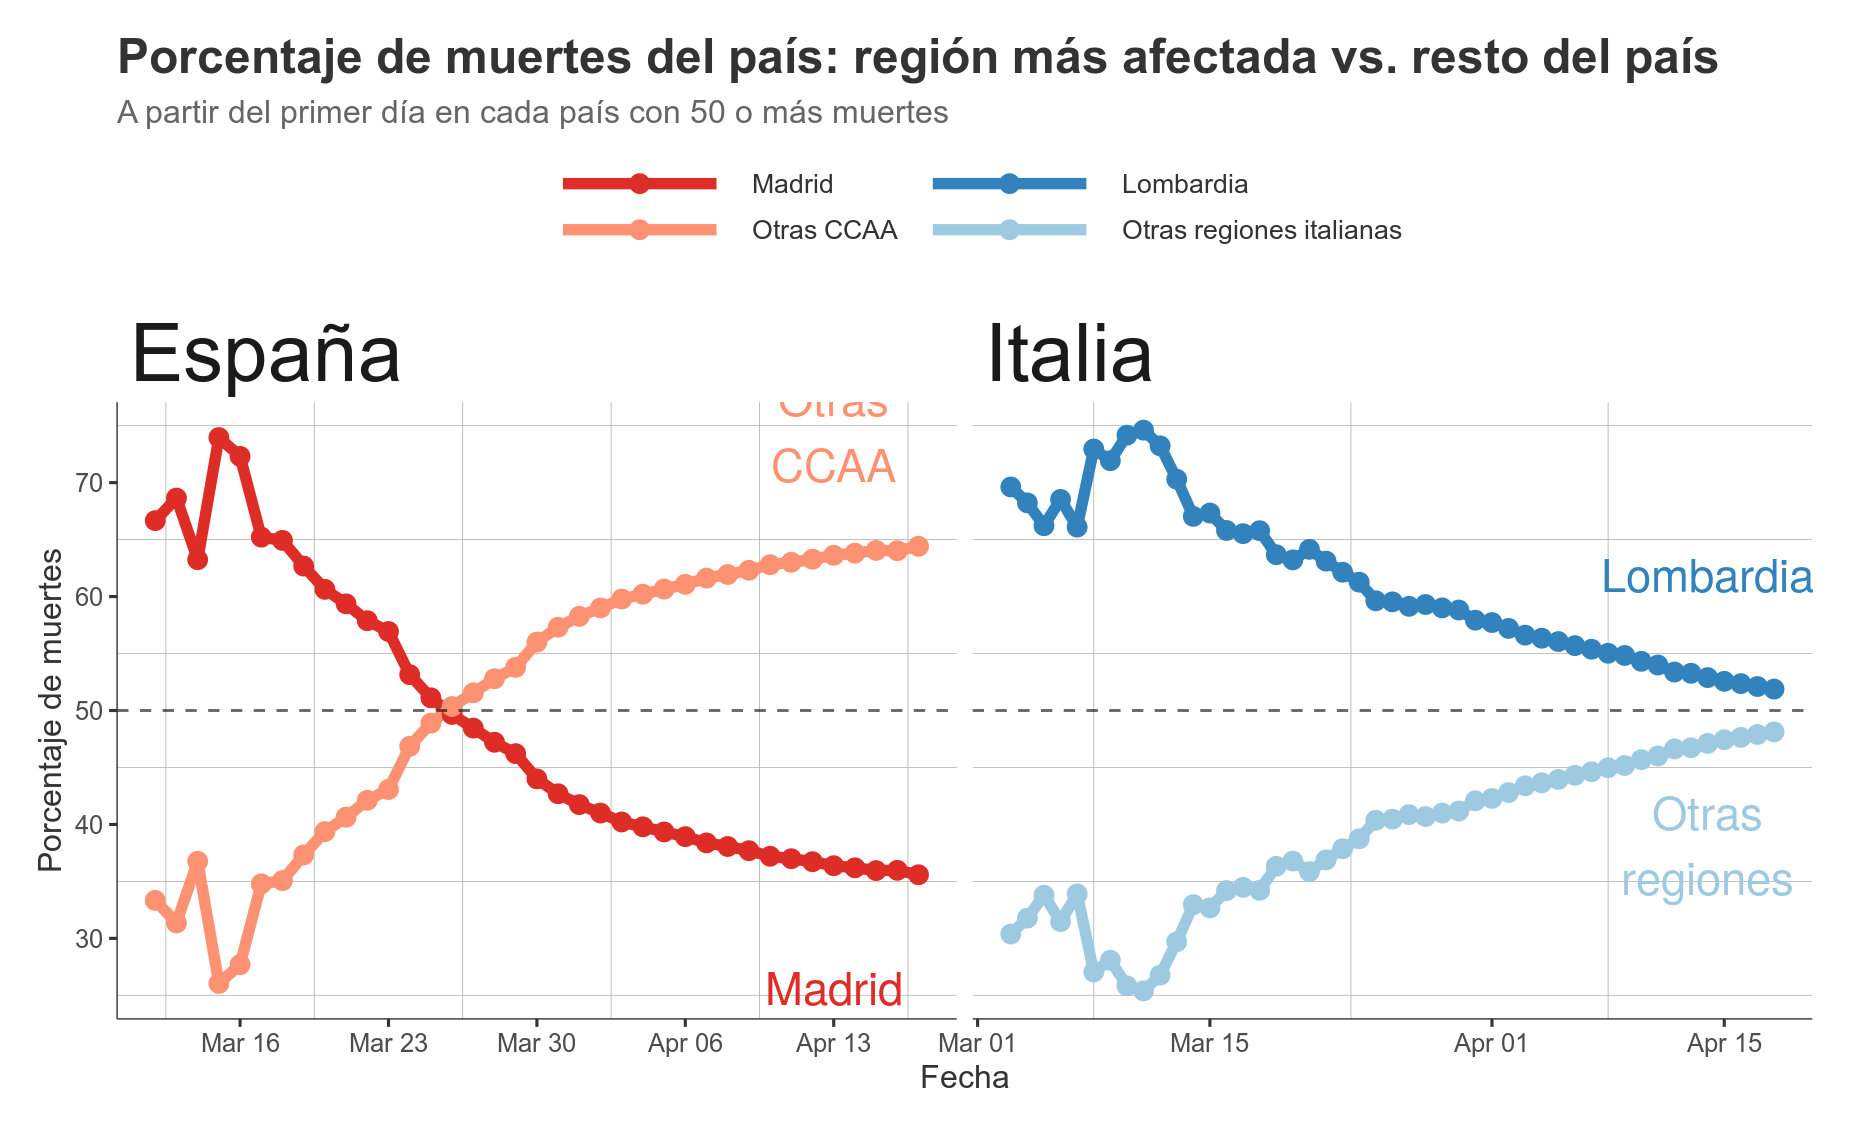 Porcentaje de muertes del país: región más afectada vs. resto del país
A partir del primer día en cada país con 50 o más muertes
Madrid
Lombardia
Otras CCAA
Otras regiones italianas
España
Italia
Otras
CCAA
Madrid
Lombardia
Otras
regiones
Porcentaje de muertes
70
60
50
40
30
Mar 16
Mar 23
Mar 30
Apr 06
Apr 13
Mar 01
Mar 15
Apr 01
Apr 15
Fecha